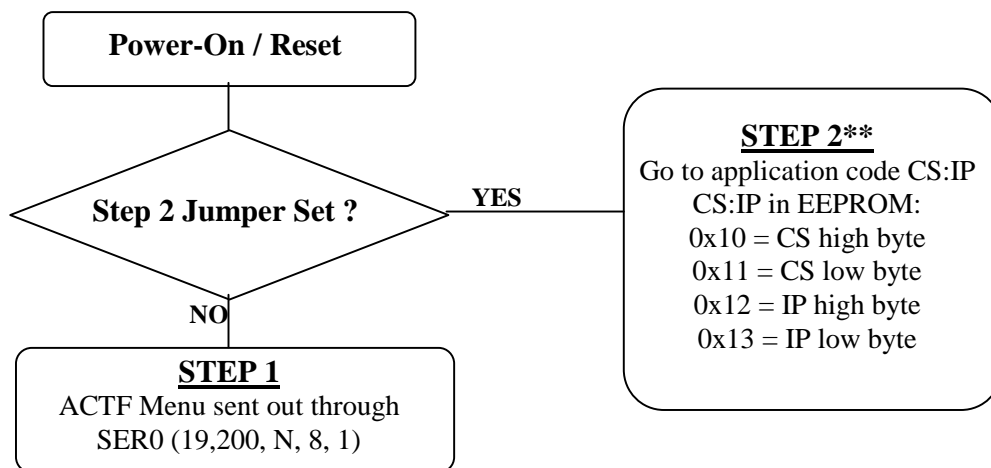 Power-On / Reset
Step 2 Jumper Set ?
YES
STEP 2**
Go to application code CS:IP
CS:IP in EEPROM:
0x10 = CS high byte
0x11 = CS low byte
0x12 = IP high byte
0x13 = IP low byte
NO
STEP 1
ACTF Menu sent out through
SER0 (19,200, N, 8, 1)